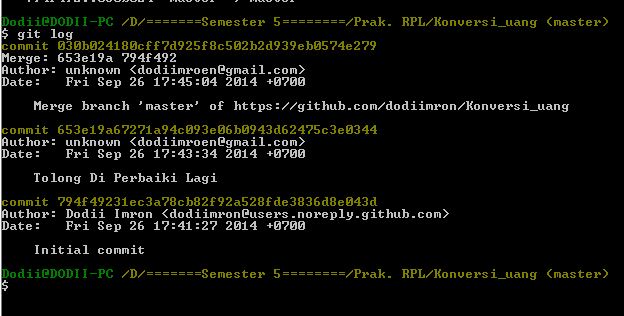 Dodii@DODII-PC /D/=======Semester 5========/Prak. RPL/Konversi_uang (master)
$ git log
commit 030b024180cff7d925f8c502b2d939eb0574e279
Merge: 653e19a 794f492
Author: unknown <dodiimroen@gmail.com>
Date:   Fri Sep 26 17:45:04 2014 +0700
    Merge branch 'master' of https://github.com/dodiimron/Konversi_uang
commit 653e19a67271a94c093e06b0943d62475c3e0344
Author: unknown <dodiimroen@gmail.com>
Date:   Fri Sep 26 17:43:34 2014 +0700
    Tolong Di Perbaiki Lagi
commit 794f49231ec3a78cb82f92a528fde3836d8e043d
Author: Dodii Imron <dodiimron@users.noreply.github.com>
Date:   Fri Sep 26 17:41:27 2014 +0700
    Initial commit
Dodii@DODII-PC /D/=======Semester 5========/Prak. RPL/Konversi_uang (master)
$